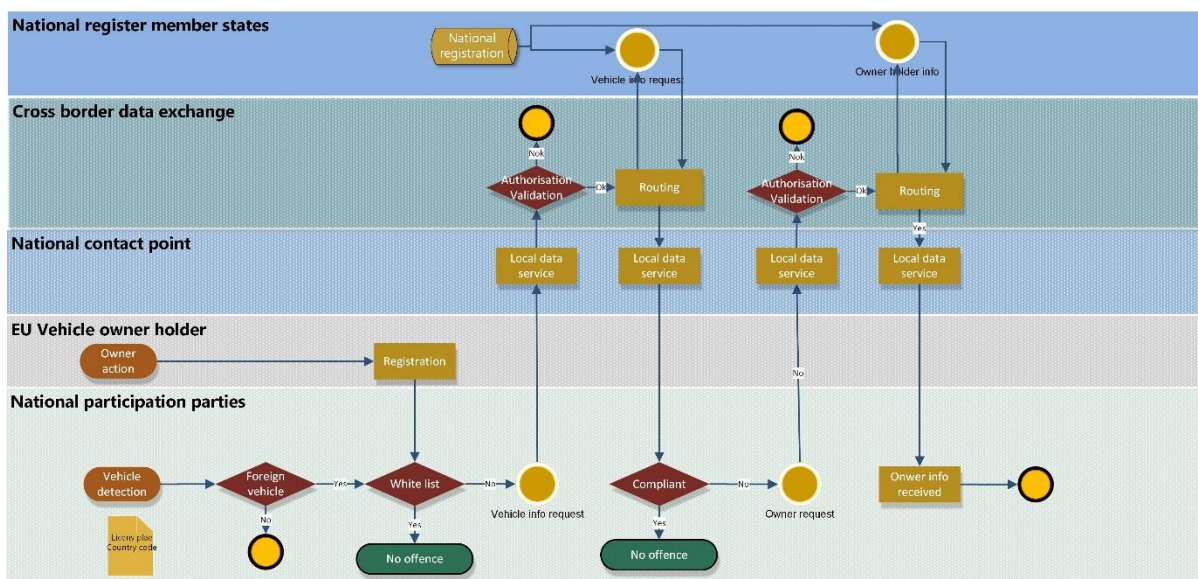 National register member states
National
registration
Vehicle info request
Owner holder info
Cross border data exchange
Nok
Authorisation
Validation
Ok
Routing
Nok
Authorisation
Validation
Ok
Routing
Yes
National contact point
Local data
service
Local data
service
Local data
service
Local data
service
EU Vehicle owner holder
Owner
action
Registration
No
National participation parties
Vehicle
detection
Foreign
vehicle
Yes
White list
No
Vehicle info request
Compliant
No
Owner request
Onwer info
received
No
Yes
Yes
Licens plae
Country code
No offence
No offence